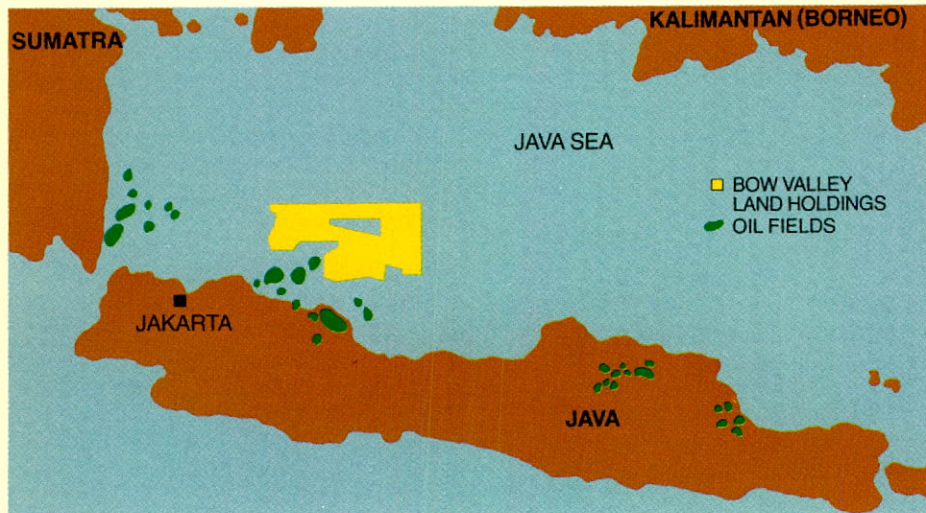 SUMATRA
KALIMANTAN (BORNEO)
JAVA SEA
BOW VALLEY
LAND HOLDINGS
OIL FIELDS
JAKARTA
JAVA